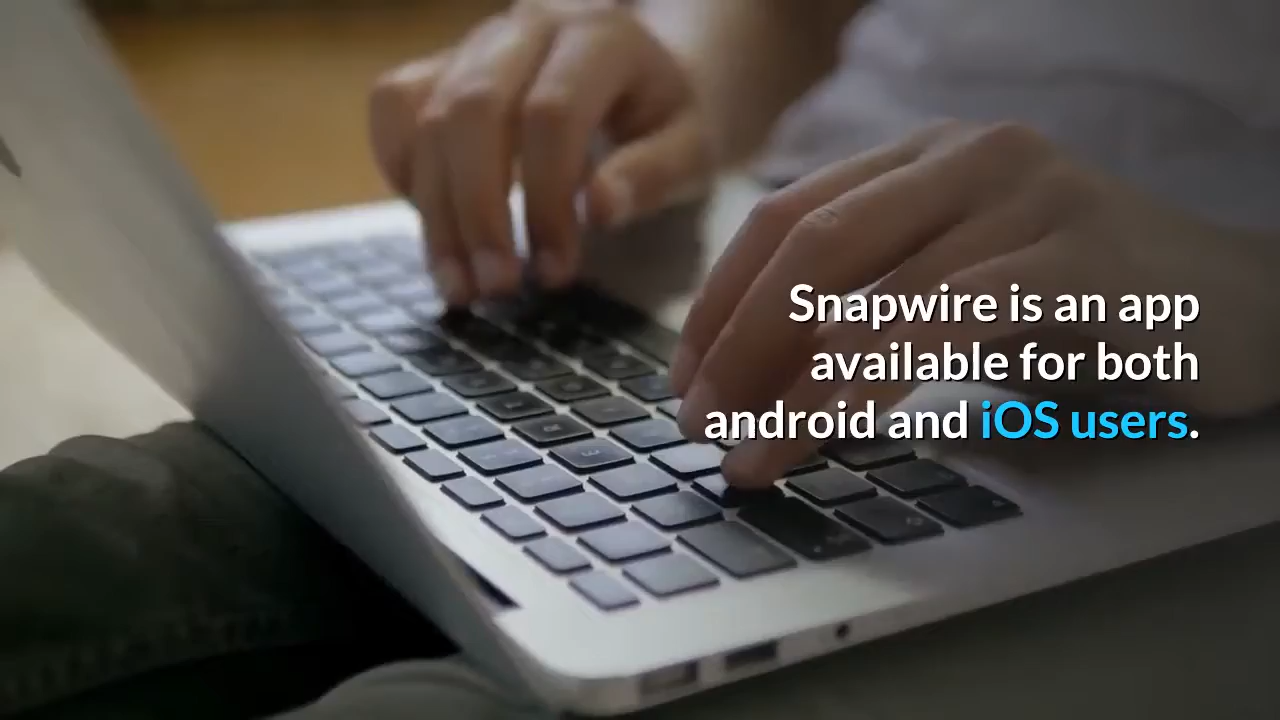 Snapwire is an app
available for both
android and iOS users.